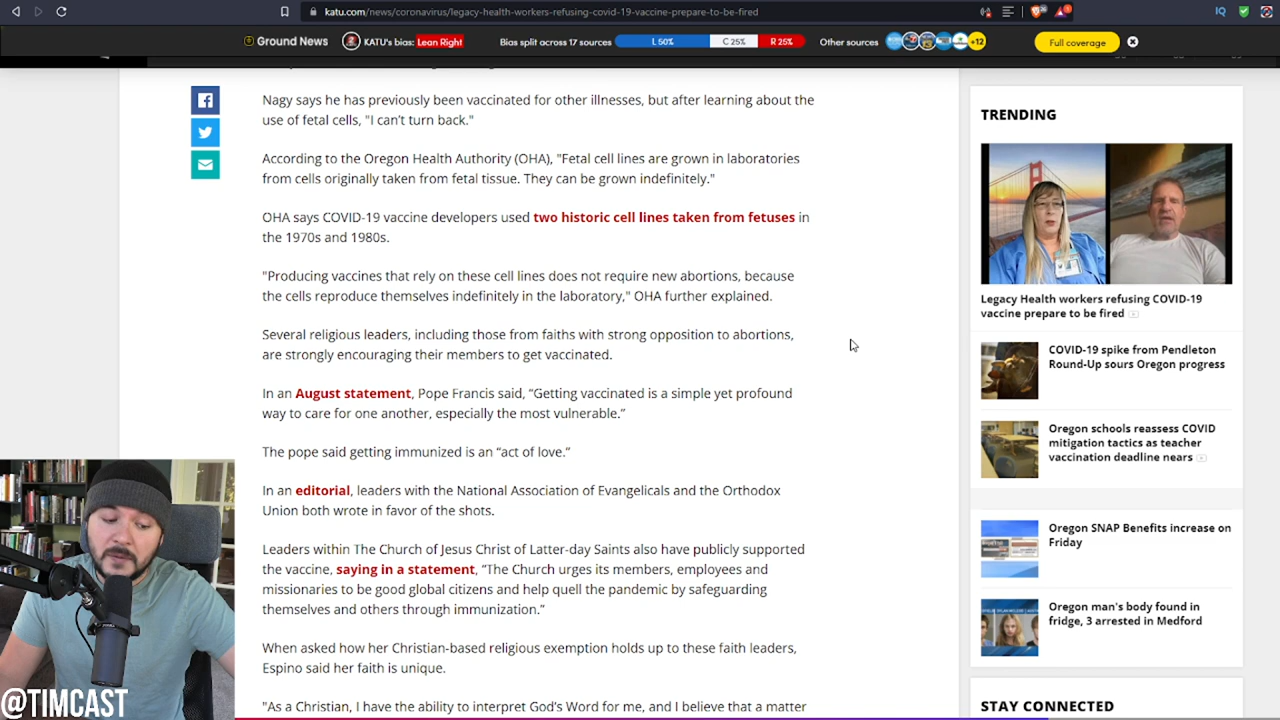 katu.com/news/coronavirus/legacy-health-workers-refusing-covid-19-vaccine-prepare-to-be-fired
Ground News
KATU's bias: Lean Right
Bias split across 17 sources
L 50%
C 25%
R 25%
Other sources
+12
Full coverage
Nagy says he has previously been vaccinated for other illnesses, but after learning about the
use of fetal cells, "I can't turn back."
According to the Oregon Health Authority (OHA), "Fetal cell lines are grown in laboratories
from cells originally taken from fetal tissue. They can be grown indefinitely."
OHA says COVID-19 vaccine developers used two historic cell lines taken from fetuses in
the 1970s and 1980s.
"Producing vaccines that rely on these cell lines does not require new abortions, because
the cells reproduce themselves indefinitely in the laboratory," OHA further explained.
Several religious leaders, including those from faiths with strong opposition to abortions,
are strongly encouraging their members to get vaccinated.
In an August statement, Pope Francis said, “Getting vaccinated is a simple yet profound
way to care for one another, especially the most vulnerable.”
The pope said getting immunized is an “act of love.”
In an editorial, leaders with the National Association of Evangelicals and the Orthodox
Union both wrote in favor of the shots.
Leaders in The Church of Jesus Christ of Latter-day Saints also have publicly supported
the vaccine, saying in a statement, “The Church urges its members, employees and
missionaries to be good global citizens and help quell the pandemic by safeguarding
themselves and others through immunization.”
When asked how her Christian-based religious exemption holds up to these faith leaders,
Espino said her faith is unique.
"As a Christian, I have the ability to interpret God's Word for me, and I believe that a matter
TRENDING
Legacy Health workers refusing COVID-19
vaccine prepare to be fired
COVID-19 spike from Pendleton
Round-Up sours Oregon progress
Oregon schools reassess COVID
mitigation tactics as teacher
vaccination deadline nears
Oregon SNAP Benefits increase on
Friday
Oregon man's body found in
fridge, 3 arrested in Medford
STAY CONNECTED
@TIMCAST